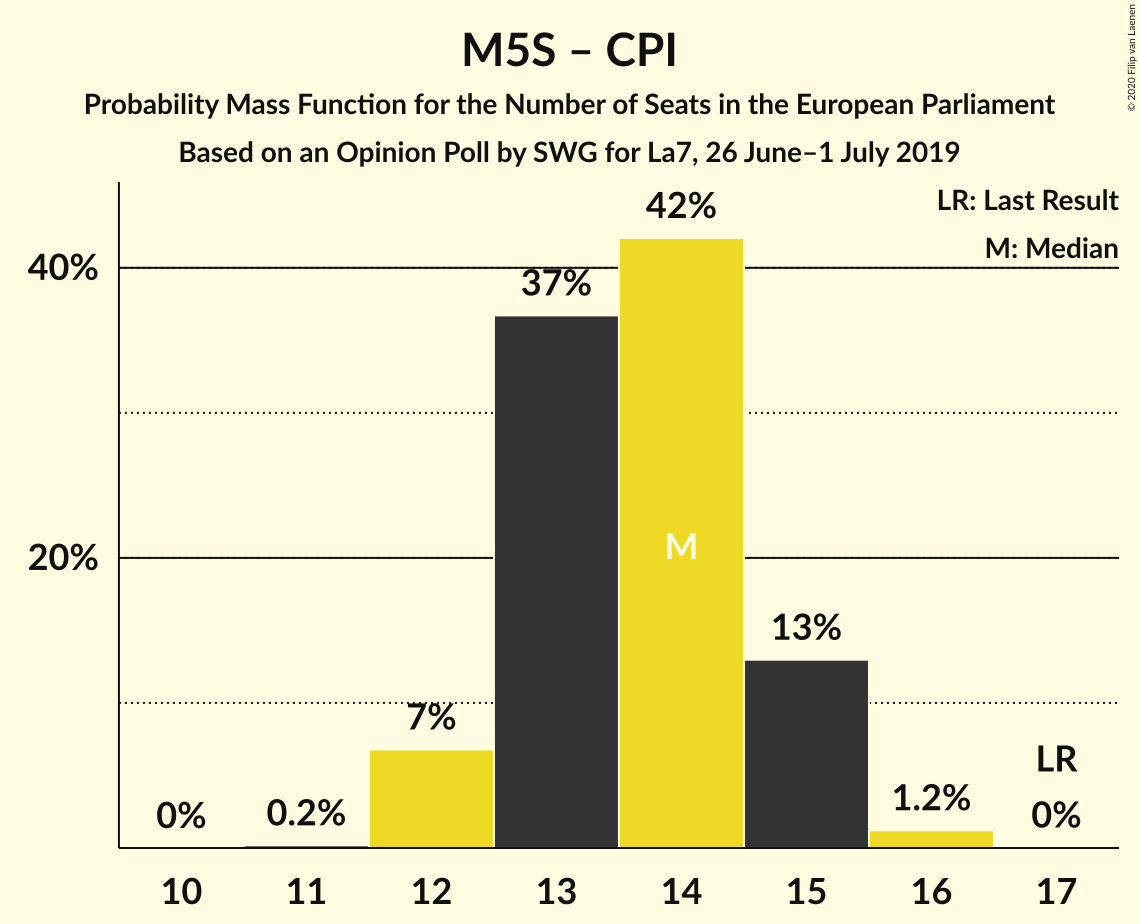 M5S – CPI
Probability Mass Function for the Number of Seats in the European Parliament
Based on an Opinion Poll by SWG for La7, 26 June–1 July 2019
© 2020 Filip van Laenen
LR: Last Result
M: Median
42%
40%
37%
M
20%
13%
7%
LR
1.2%
0%
0.2%
0%
10 11 12 13 14 15 16 17